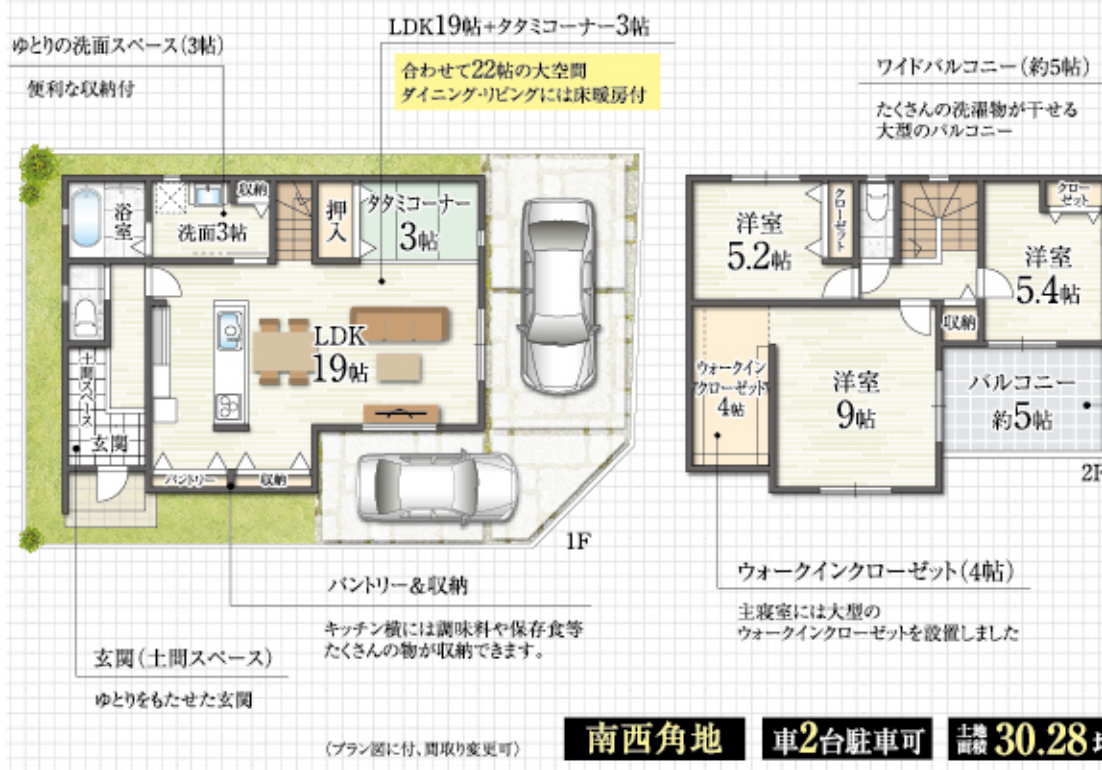 LDK19帖+タタミコーナー3帖
合わせて22帖の大空間
ダイニング・リビングには床暖房付
ゆとりの洗面スペース(3帖)
便利な収納付
ワイドバルコニー(約5帖)
たくさんの洗濯物が干せる
大型のバルコニー
浴室
洗面3帖
収納
押入
タタミコーナー
3帖
LDK
19帖
土間スペース
玄関
パントリー
収納
1F
洋室
5.2帖
クローゼット
クローゼット
洋室
5.4帖
収納
ウォークイン
クローゼット
4帖
洋室
9帖
バルコニー
約5帖
2F
パントリー&収納
キッチン横には調味料や保存食等
たくさんの物が収納できます。
ウォークインクローゼット(4帖)
主寝室には大型の
ウォークインクローゼットを設置しました
玄関(土間スペース)
ゆとりをもたせた玄関
(プラン図に付、間取り変更可)
南西角地
車2台駐車可
土地面積 30.28